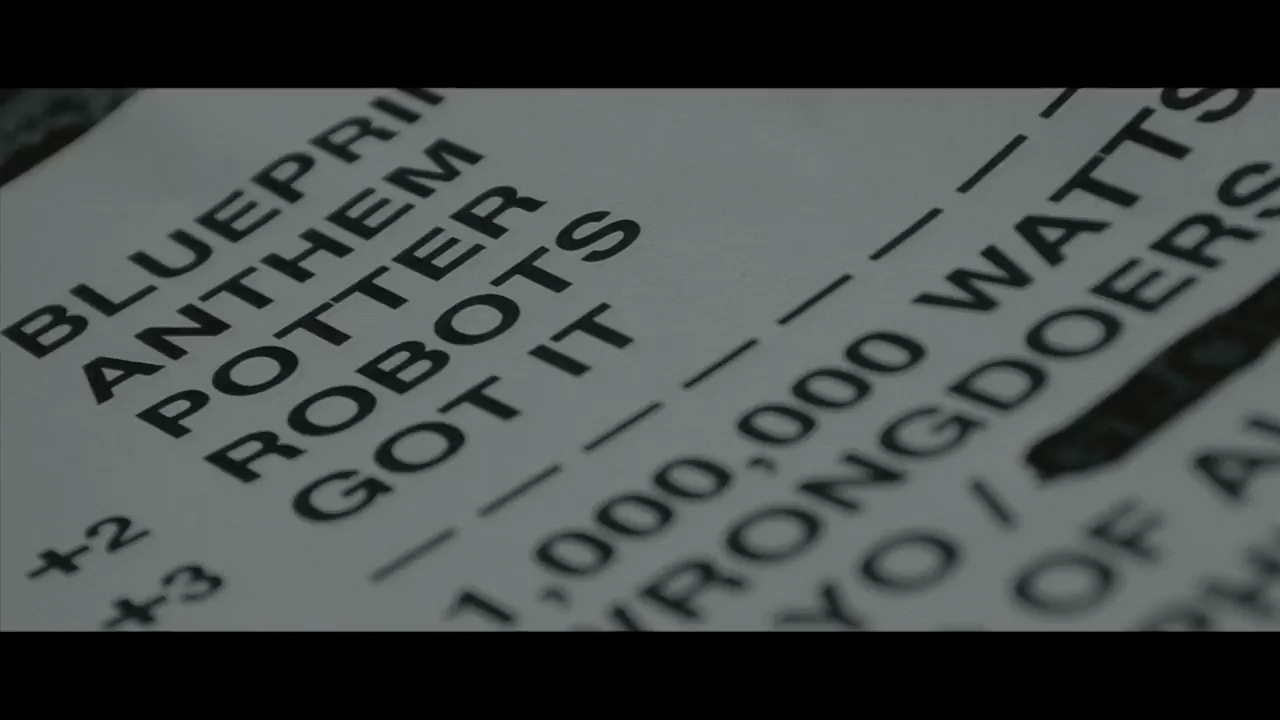 BLUEPRI
ANTHEM
POTTER
ROBOTS
GOT IT
+2
+3
1,000,000 WATTS
WRONGDOERS
YO /
OF